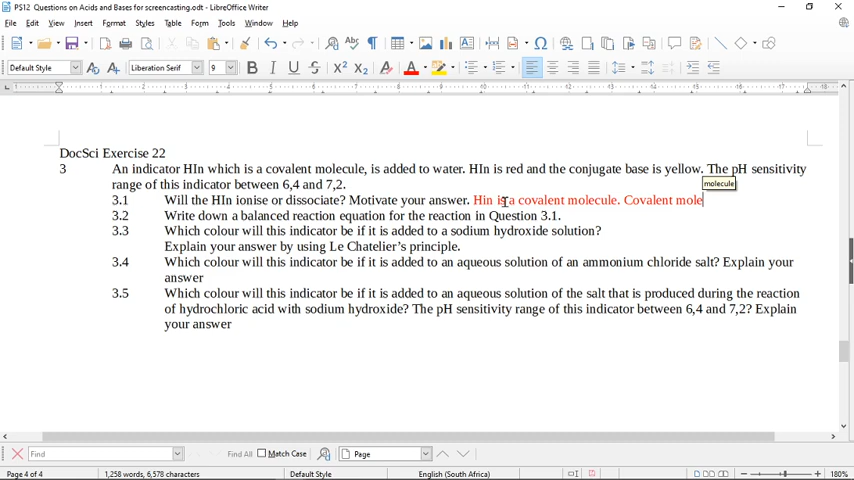 PS12 Questions on Acids and Bases for screencasting.odt - LibreOffice Writer
File Edit View Insert Format Styles Table Form Tools Window Help
Default Style Liberation Serif 9
DocSci Exercise 22
3 An indicator HIn which is a covalent molecule, is added to water. HIn is red and the conjugate base is yellow. The pH sensitivity
range of this indicator between 6,4 and 7,2.
molecule
3.1 Will the HIn ionise or dissociate? Motivate your answer. Hin is a covalent molecule. Covalent mole
3.2 Write down a balanced reaction equation for the reaction in Question 3.1.
3.3 Which colour will this indicator be if it is added to a sodium hydroxide solution?
Explain your answer by using Le Chatelier's principle.
3.4 Which colour will this indicator be if it is added to an aqueous solution of an ammonium chloride salt? Explain your
answer
3.5 Which colour will this indicator be if it is added to an aqueous solution of the salt that is produced during the reaction
of hydrochloric acid with sodium hydroxide? The pH sensitivity range of this indicator between 6,4 and 7,2? Explain
your answer
Find Find All Match Case Page
Page 4 of 4 1,258 words, 6,578 characters Default Style English (South Africa) 180%